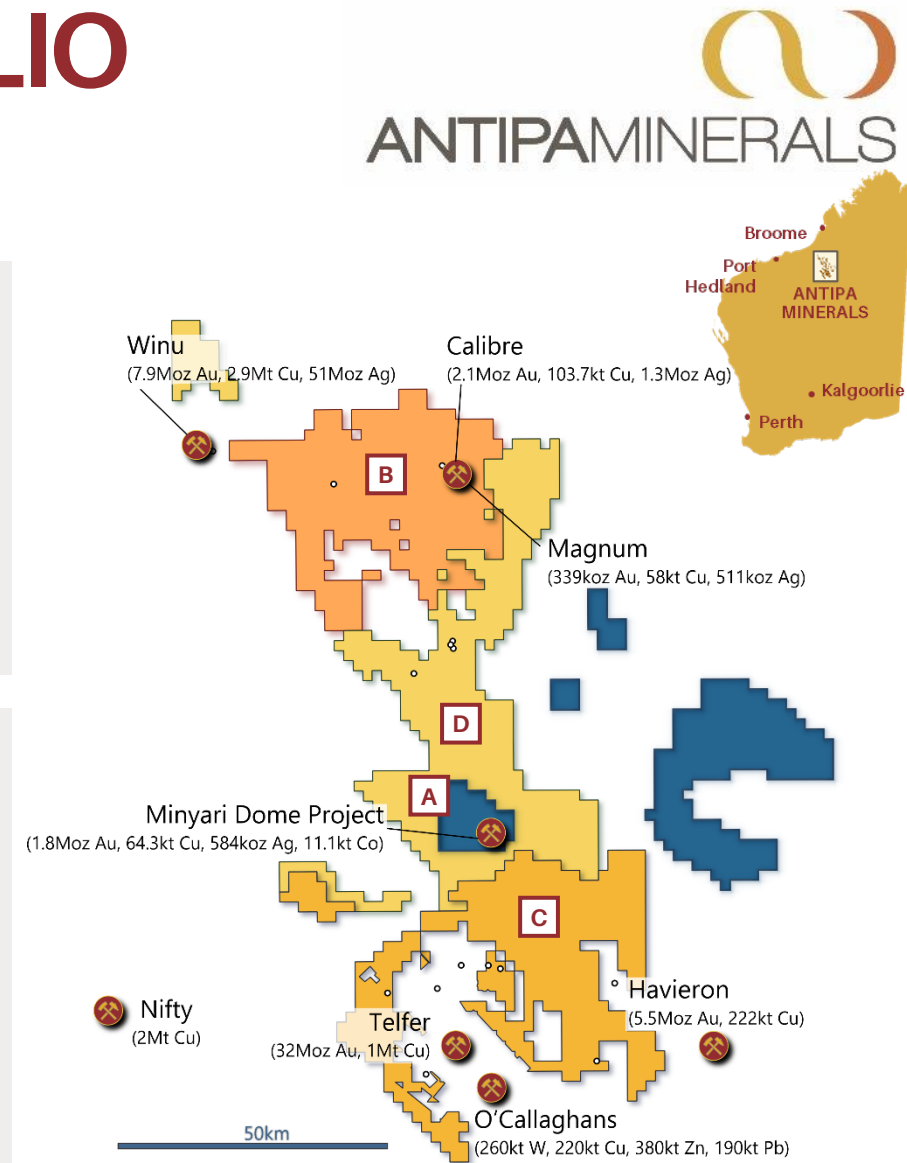 LIO
ANTIPAMINERALS
Broome
Port
Hedland
ANTIPA
MINERALS
Kalgoorlie
Perth
Winu
(7.9Moz Au, 2.9Mt Cu, 51Moz Ag)
Calibre
(2.1Moz Au, 103.7kt Cu, 1.3Moz Ag)
B
Magnum
(339koz Au, 58kt Cu, 511koz Ag)
D
A
Minyari Dome Project
(1.8Moz Au, 64.3kt Cu, 584koz Ag, 11.1kt Co)
C
Havieron
(5.5Moz Au, 222kt Cu)
Nifty
(2Mt Cu)
Telfer
(32Moz Au, 1Mt Cu)
O'Callaghans
(260kt W, 220kt Cu, 380kt Zn, 190kt Pb)
50km